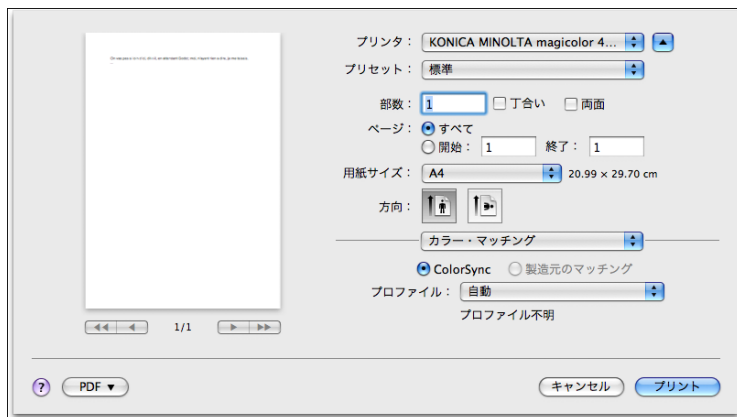 プリンタ： KONICA MINOLTA magicolor 4...
プリセット： 標準
部数： 1 丁合い 両面
ページ： すべて
開始： 1 終了： 1
用紙サイズ： A4 20.99 × 29.70 cm
方向：
カラー・マッチング
ColorSync 製造元のマッチング
プロファイル： 自動
プロファイル不明
1/1
? PDF ▼ キャンセル プリント